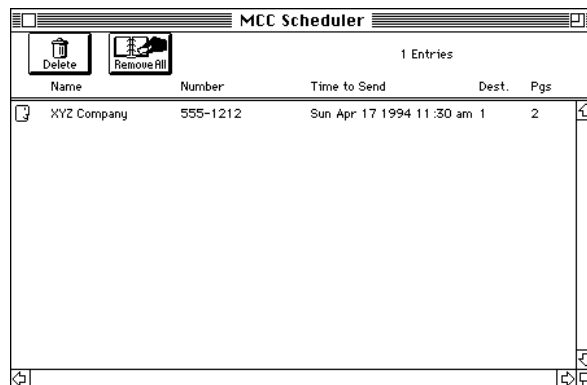 MCC Scheduler
Delete
Remove All
1 Entries
Name Number Time to Send Dest. Pgs
XYZ Company 555-1212 Sun Apr 17 1994 11:30 am 1 2